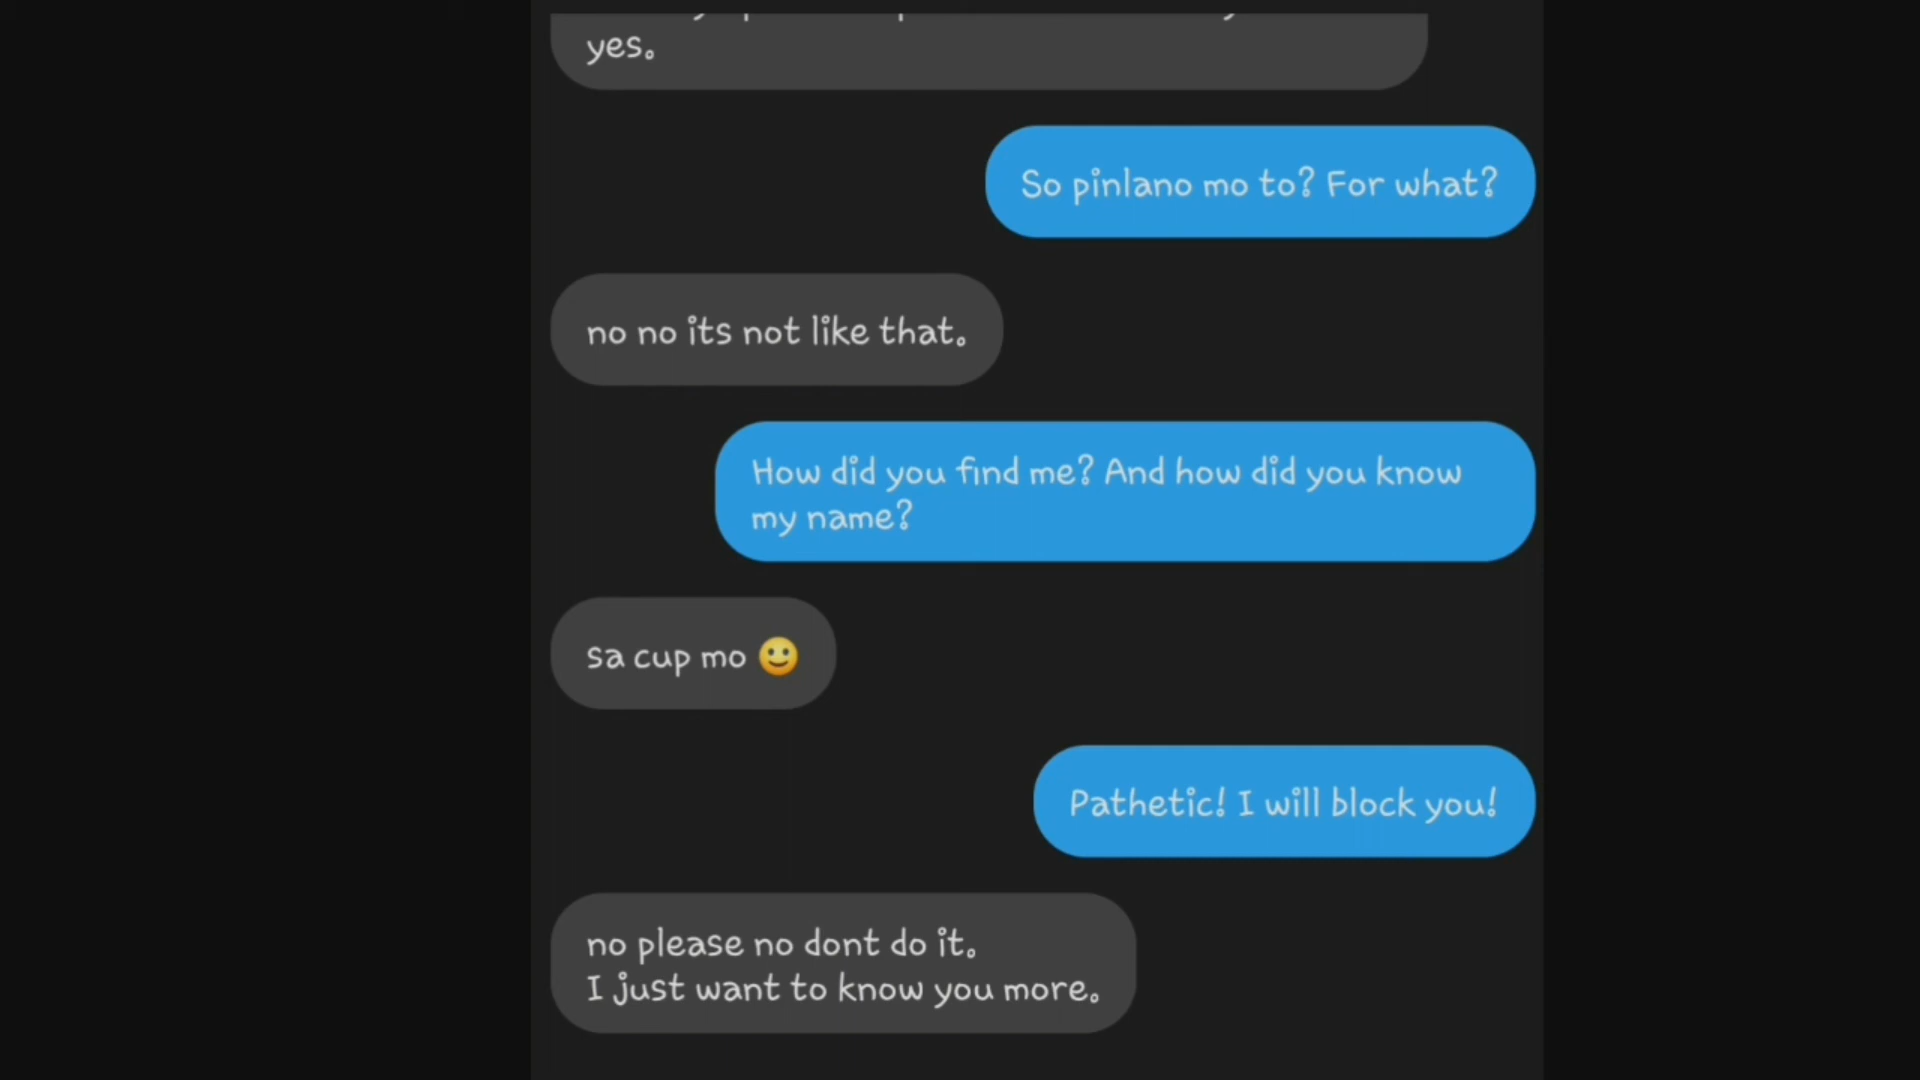 yes.
So pinlano mo to? For what?
no no its not like that.
How did you find me? And how did you know
my name?
sa cup mo 🙂
Pathetic! I will block you!
no please no dont do it.
I just want to know you more.